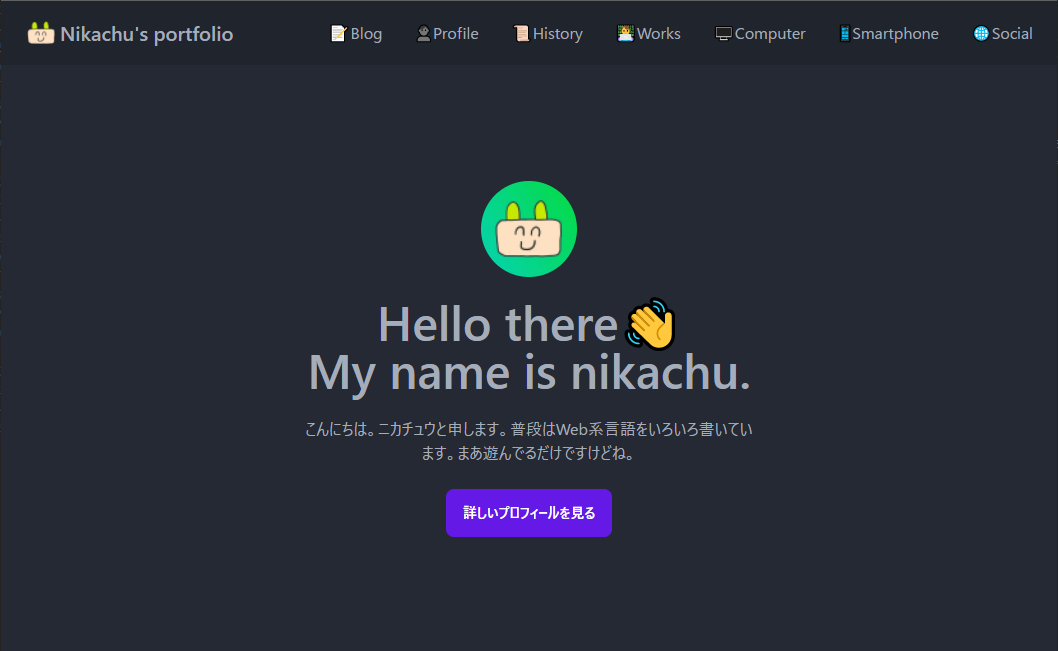 Nikachu's portfolio
📝Blog 👤Profile 📜History 👨‍💻Works 🖥Computer 📱Smartphone 🌐Social
Hello there👋
My name is nikachu.
こんにちは。ニカチュウと申します。普段はWeb系言語をいろいろ書いてい
ます。まあ遊んでるだけですけどね。
詳しいプロフィールを見る